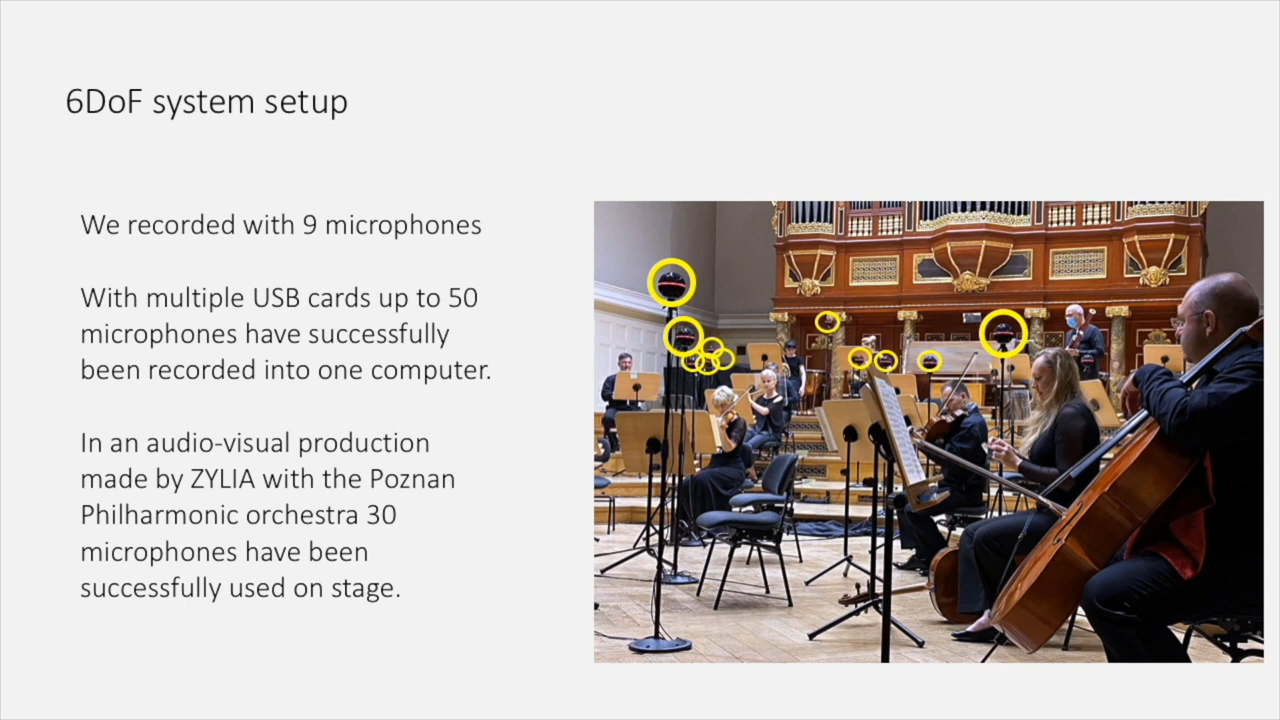 6DoF system setup
We recorded with 9 microphones
With multiple USB cards up to 50
microphones have successfully
been recorded into one computer.
In an audio-visual production
made by ZYLIA with the Poznan
Philharmonic orchestra 30
microphones have been
successfully used on stage.